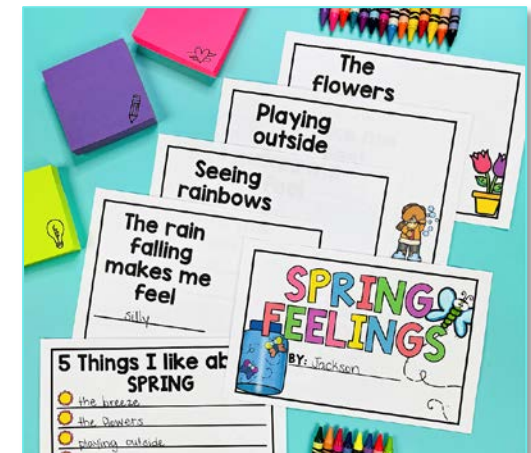 The
flowers
Playing
outside
Seeing
rainbows
The rain
falling
makes me
feel
silly
SPRING
FEELINGS
BY: Jackson
5 Things I like ab
SPRING
the breeze
the flowers
playing outside